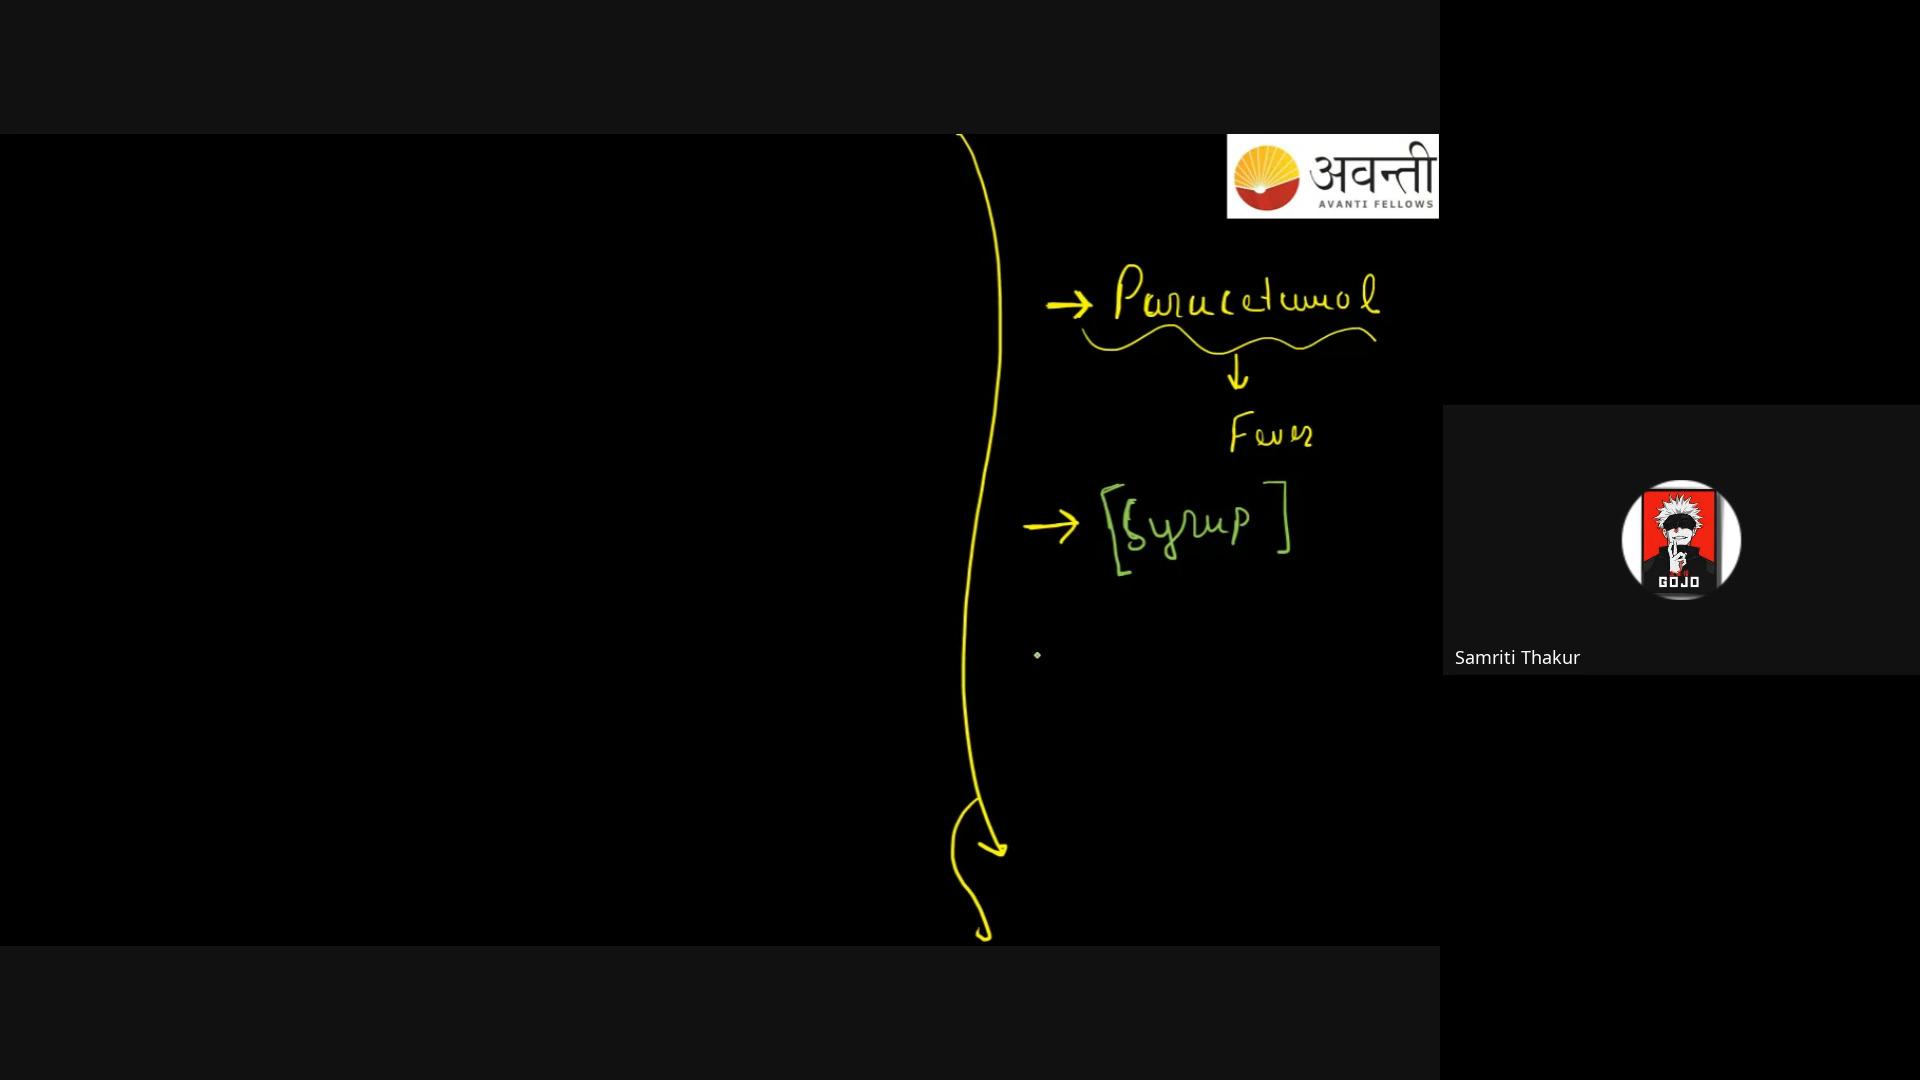 अवन्ती
AVANTI FELLOWS
→ Paracetamol
↓
Fever
→ [Syrup]
GOJO
Samriti Thakur